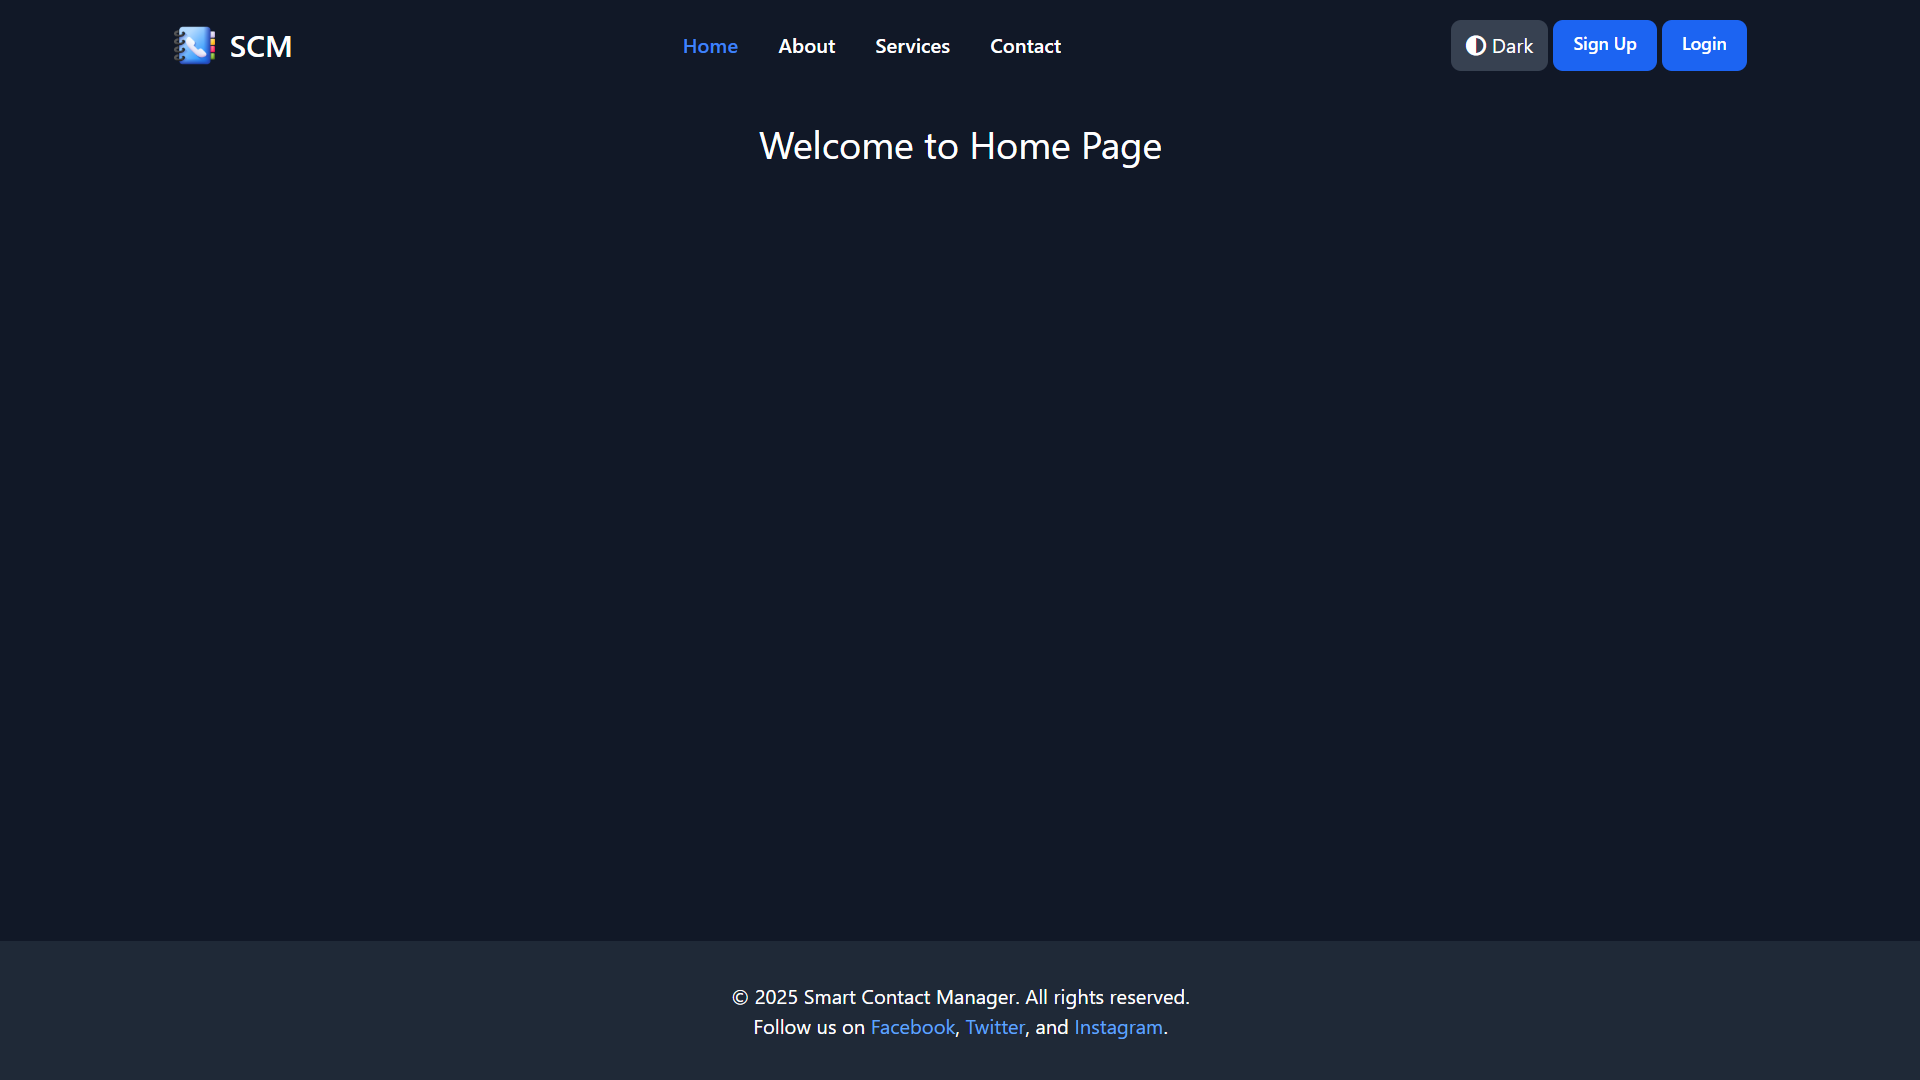 SCM
Home
About
Services
Contact
Dark
Sign Up
Login
Welcome to Home Page
© 2025 Smart Contact Manager. All rights reserved.
Follow us on Facebook, Twitter, and Instagram.